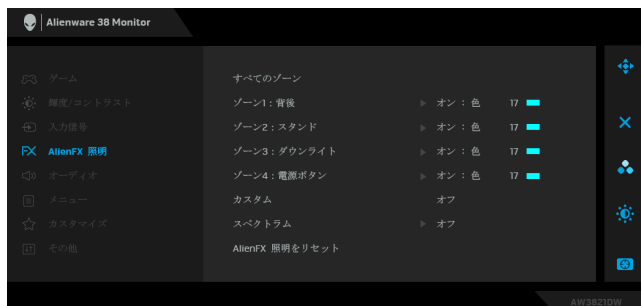 Alienware 38 Monitor
ゲーム
輝度/コントラスト
入力信号
FX AlienFX 照明
オーディオ
メニュー
カスタマイズ
その他
すべてのゾーン
ゾーン1：背後 オン：色 17
ゾーン2：スタンド オン：色 17
ゾーン3：ダウンライト オン：色 17
ゾーン4：電源ボタン オン：色 17
カスタム オフ
スペクトラム オフ
AlienFX 照明をリセット
AW3821DW